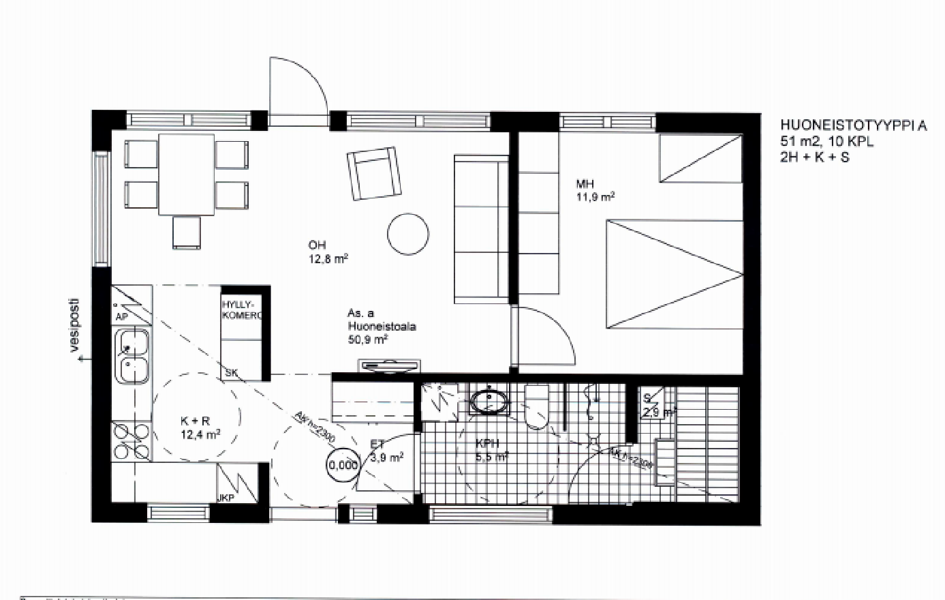 HUONEISTOTYYPPI A
51 m2, 10 KPL
2H + K + S
MH
11,9 m²
OH
12,8 m²
As. a
Huoneistoala
50,9 m²
vesiposti
AP
HYLLY-
KOMERO
SK
K + R
12,4 m²
AK h=2300
ET
3,9 m²
0,000
KPH
5,5 m²
S
2,9 m²
AK h=2300
JKP